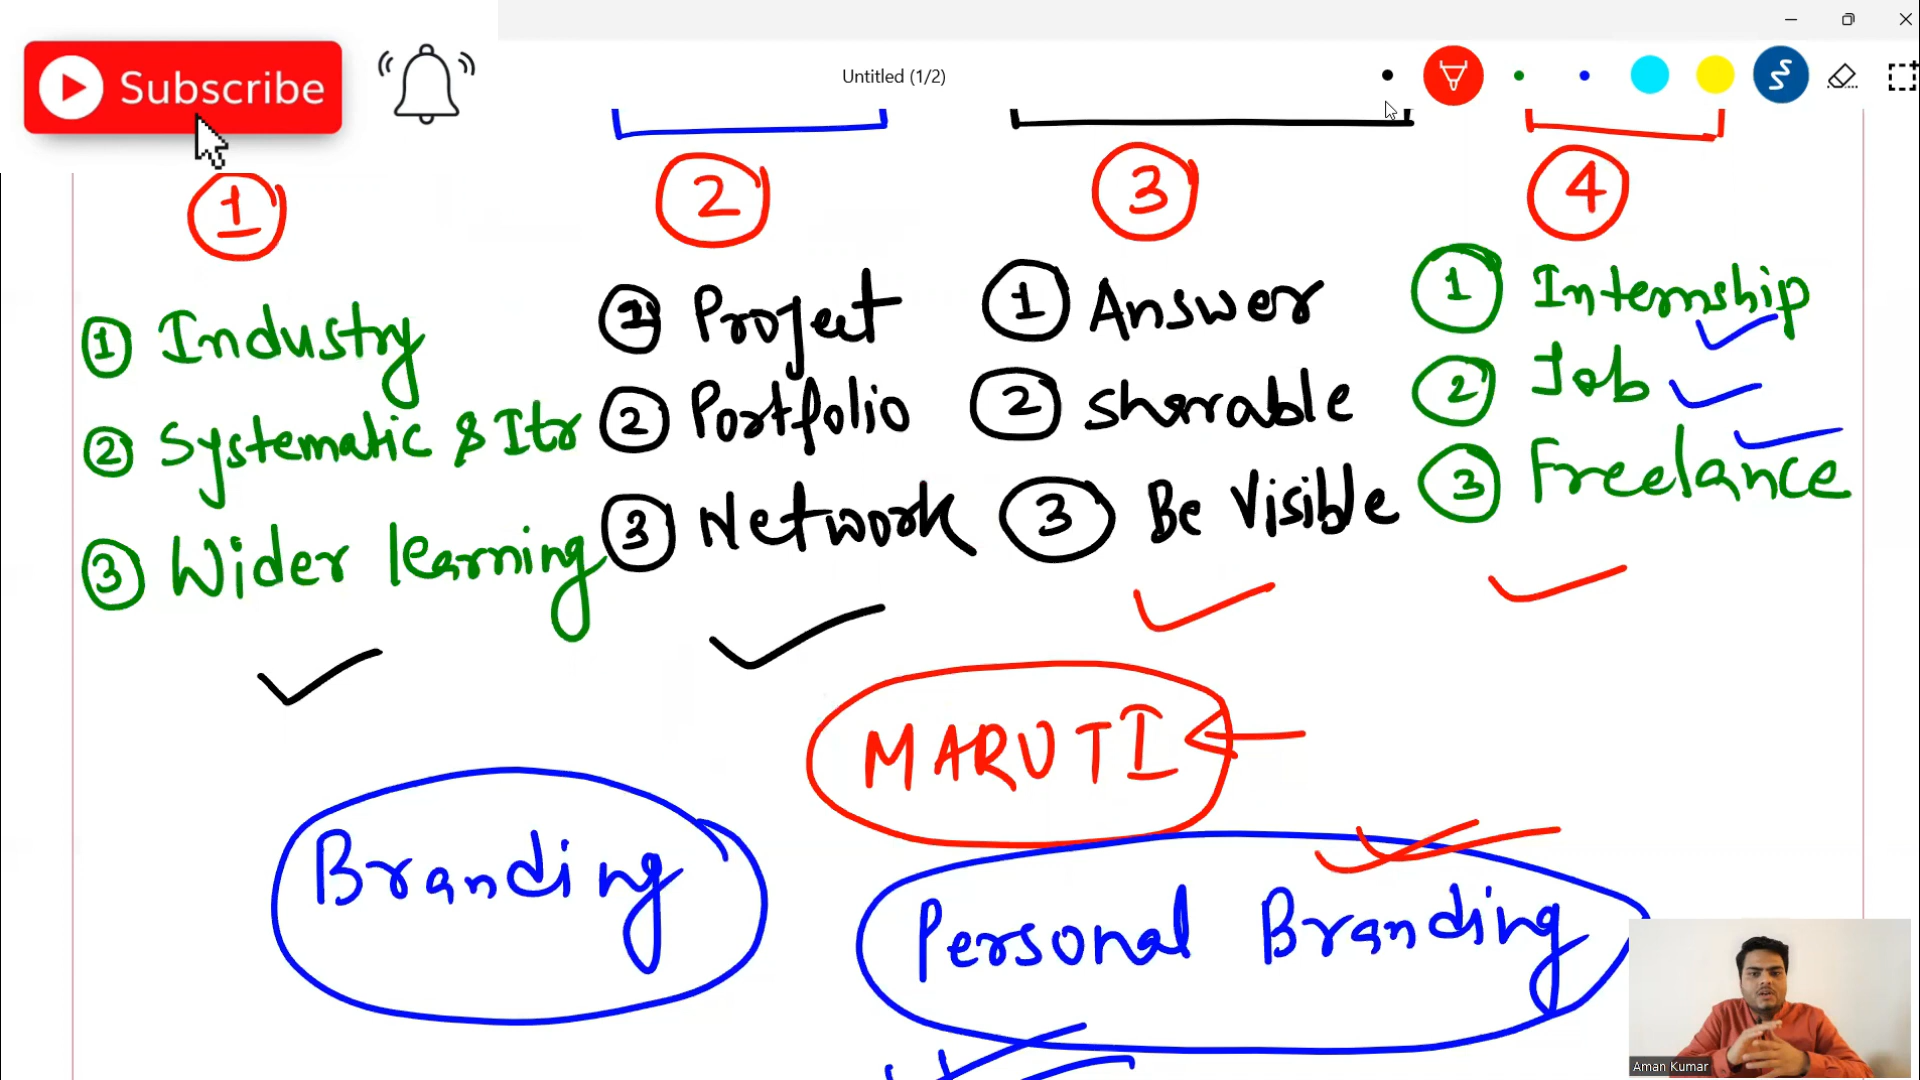 Subscribe
Untitled (1/2)
1
2
3
4
1 Industry
2 Systematic & Itr
3 Wider learning
1 Project
2 Portfolio
3 Network
1 Answer
2 Sharable
3 Be Visible
1 Internship
2 Job
3 Freelance
MARUTI
Branding
Personal Branding
Aman Kumar